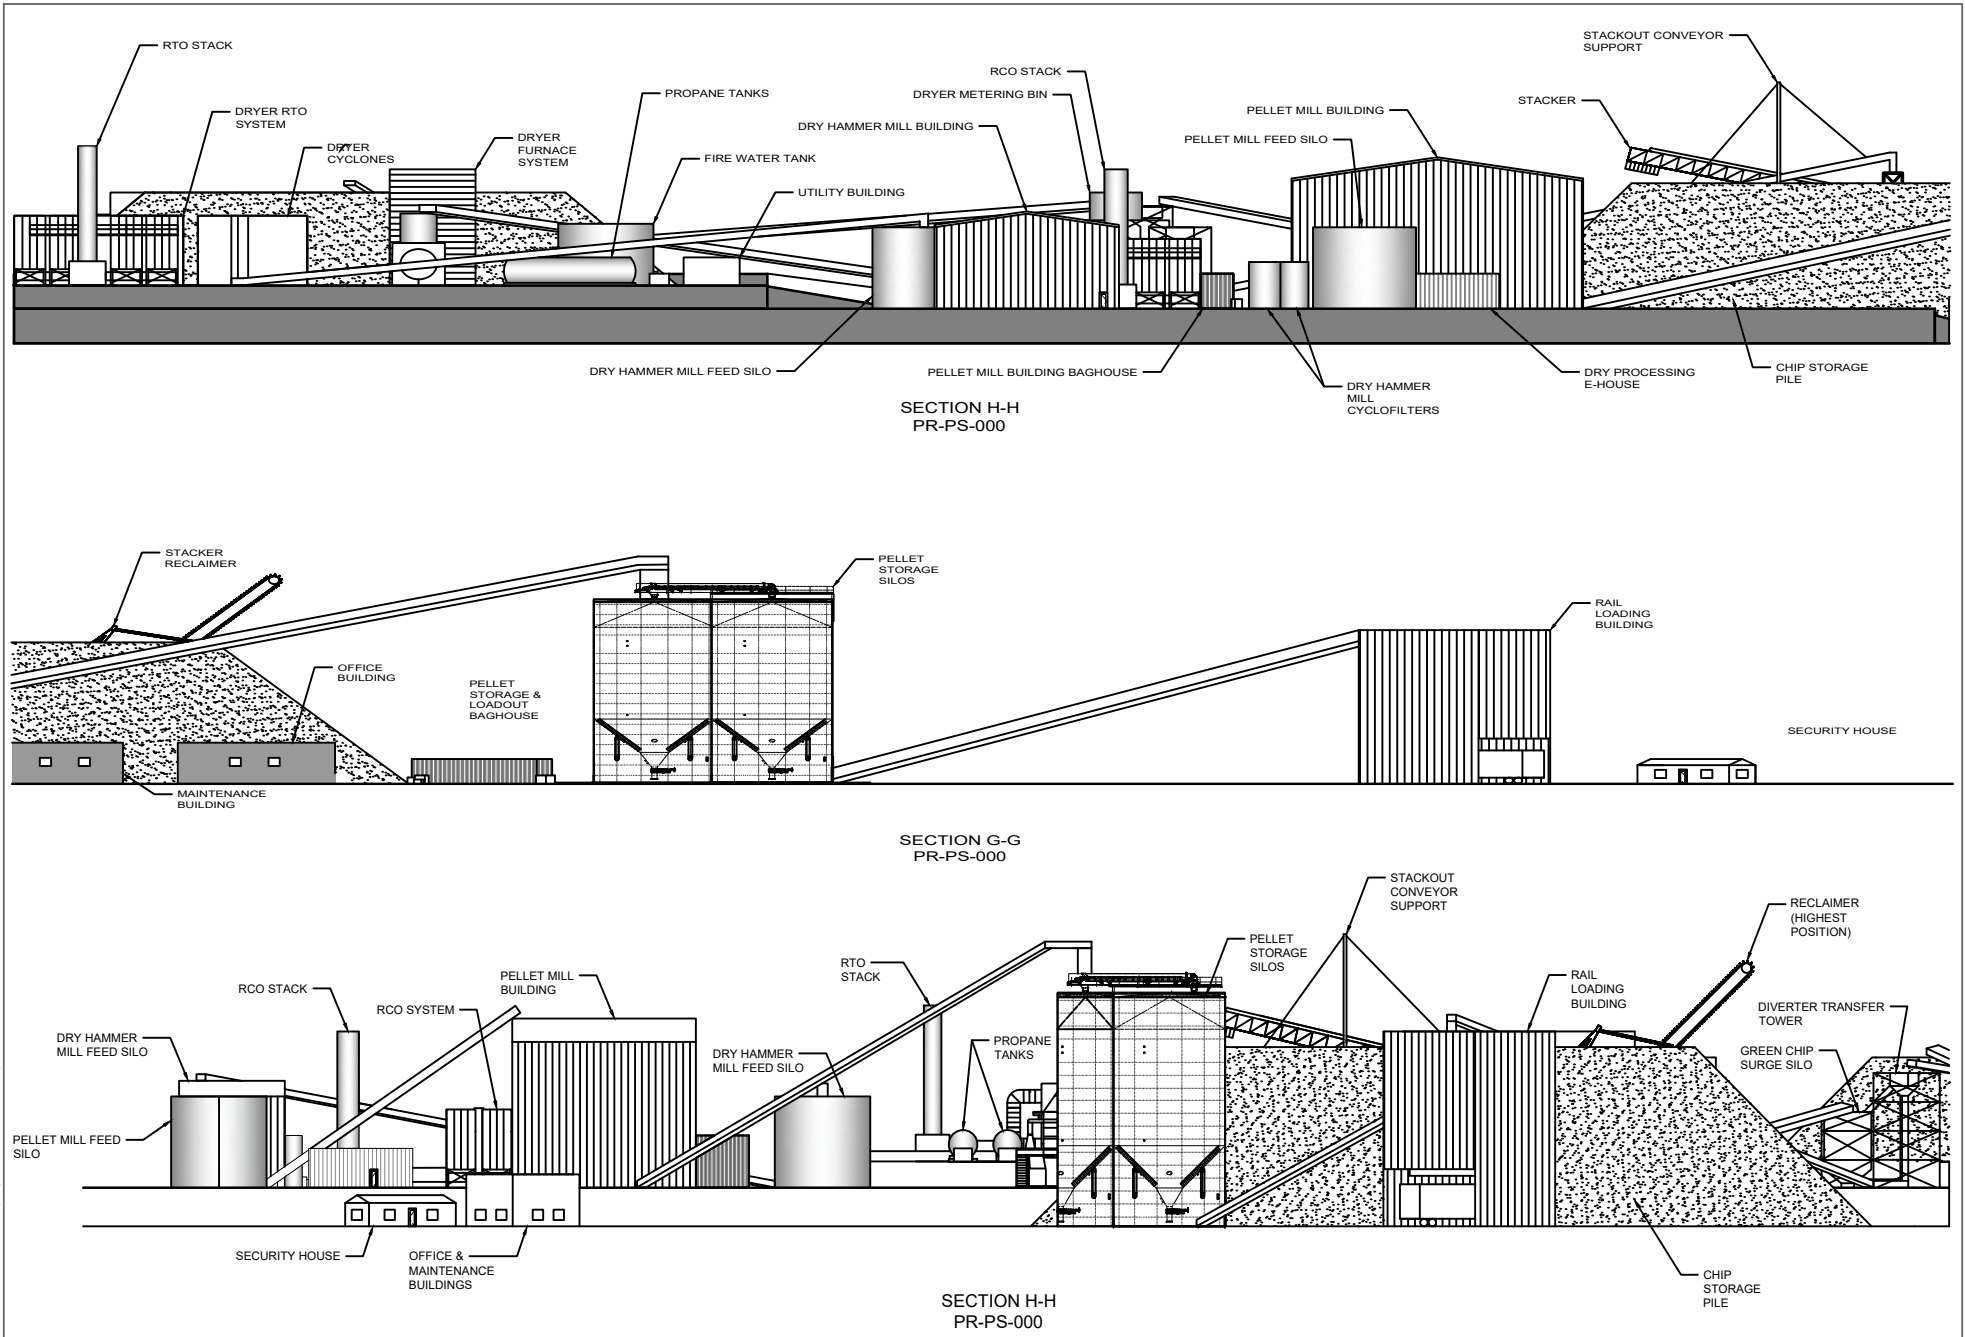 RTO STACK
DRYER RTO
SYSTEM
DRYER
CYCLONES
DRYER
FURNACE
SYSTEM
PROPANE TANKS
FIRE WATER TANK
UTILITY BUILDING
RCO STACK
DRYER METERING BIN
DRY HAMMER MILL BUILDING
PELLET MILL BUILDING
PELLET MILL FEED SILO
STACKOUT CONVEYOR
SUPPORT
STACKER
DRY HAMMER MILL FEED SILO
PELLET MILL BUILDING BAGHOUSE
DRY HAMMER
MILL
CYCLOFILTERS
DRY PROCESSING
E-HOUSE
CHIP STORAGE
PILE
SECTION H-H
PR-PS-000
STACKER
RECLAIMER
OFFICE
BUILDING
PELLET
STORAGE &
LOADOUT
BAGHOUSE
PELLET
STORAGE
SILOS
RAIL
LOADING
BUILDING
SECURITY HOUSE
MAINTENANCE
BUILDING
SECTION G-G
PR-PS-000
DRY HAMMER
MILL FEED SILO
PELLET MILL FEED
SILO
RCO STACK
RCO SYSTEM
PELLET MILL
BUILDING
DRY HAMMER
MILL FEED SILO
RTO
STACK
PROPANE
TANKS
PELLET
STORAGE
SILOS
STACKOUT
CONVEYOR
SUPPORT
RAIL
LOADING
BUILDING
RECLAIMER
(HIGHEST
POSITION)
DIVERTER TRANSFER
TOWER
GREEN CHIP
SURGE SILO
SECURITY HOUSE
OFFICE &
MAINTENANCE
BUILDINGS
CHIP
STORAGE
PILE
SECTION H-H
PR-PS-000